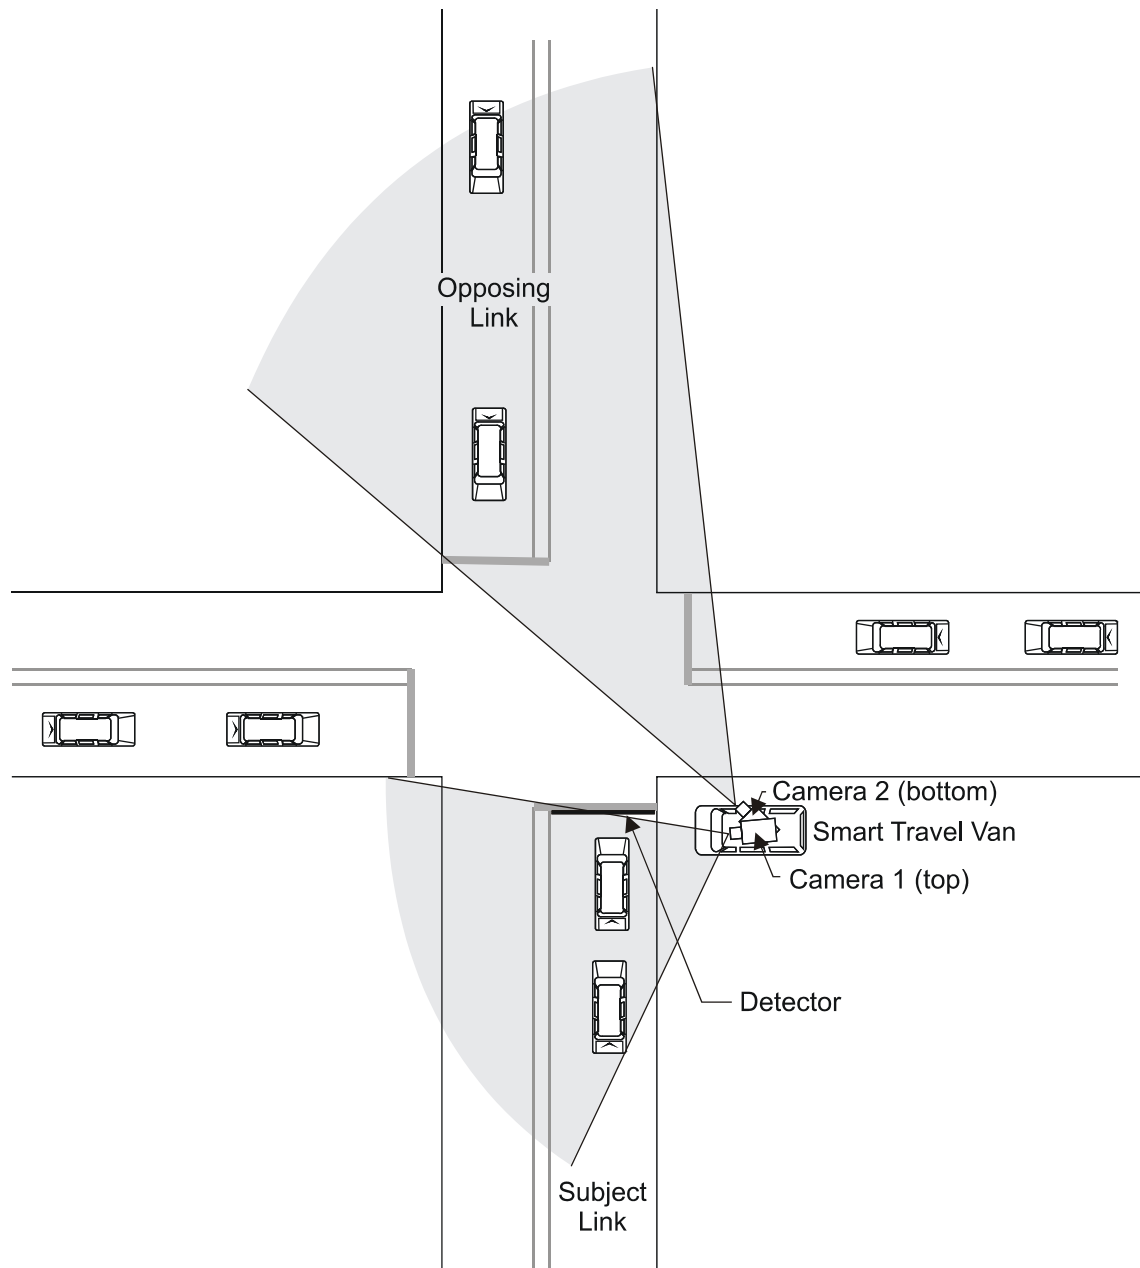 Opposing
Link
Camera 2 (bottom)
Smart Travel Van
Camera 1 (top)
Detector
Subject
Link